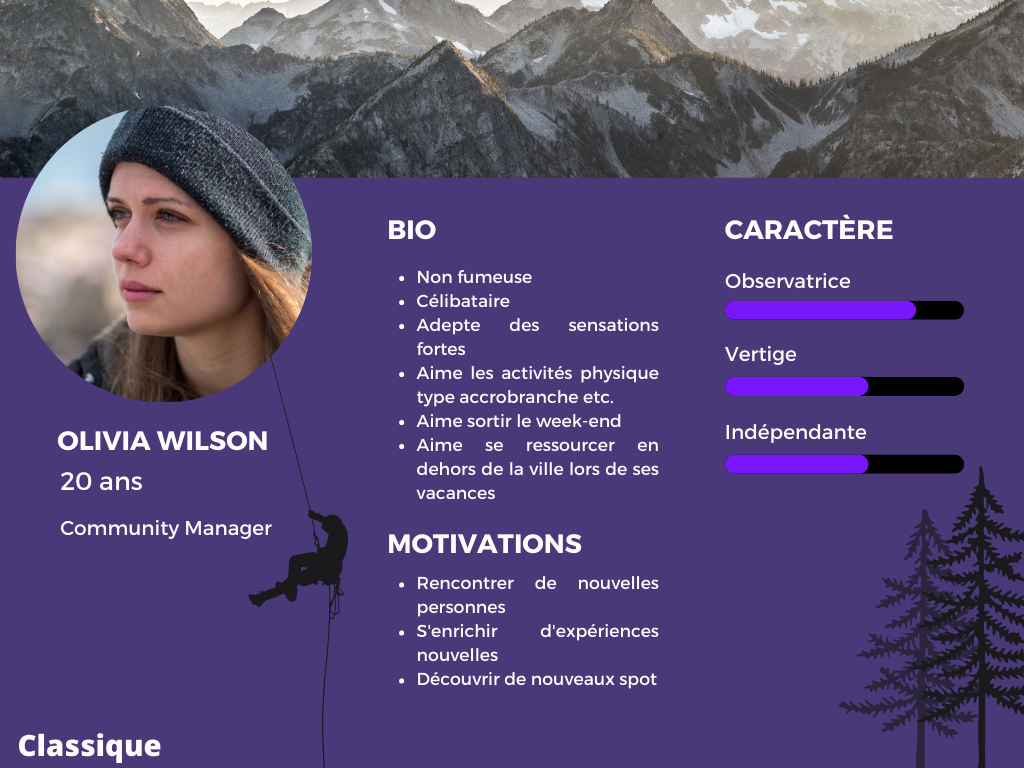 OLIVIA WILSON
20 ans
Community Manager
BIO
Non fumeuse
Célibataire
Adepte des sensations
fortes
Aime les activités physique
type accrobranche etc.
Aime sortir le week-end
Aime se ressourcer en
dehors de la ville lors de ses
vacances
MOTIVATIONS
Rencontrer de nouvelles
personnes
S'enrichir d'expériences
nouvelles
Découvrir de nouveaux spot
CARACTÈRE
Observatrice
Vertige
Indépendante
Classique